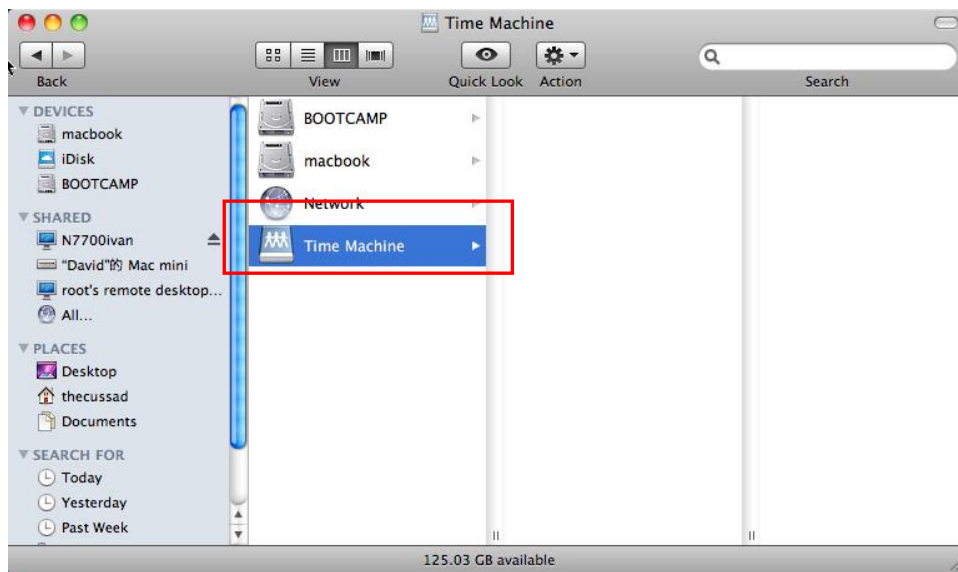 Time Machine
Back
View
Quick Look
Action
Search
DEVICES
macbook
iDisk
BOOTCAMP
SHARED
N7700ivan
"David"的 Mac mini
root's remote desktop...
All...
PLACES
Desktop
thecussad
Documents
SEARCH FOR
Today
Yesterday
Past Week
BOOTCAMP
macbook
Network
Time Machine
125.03 GB available